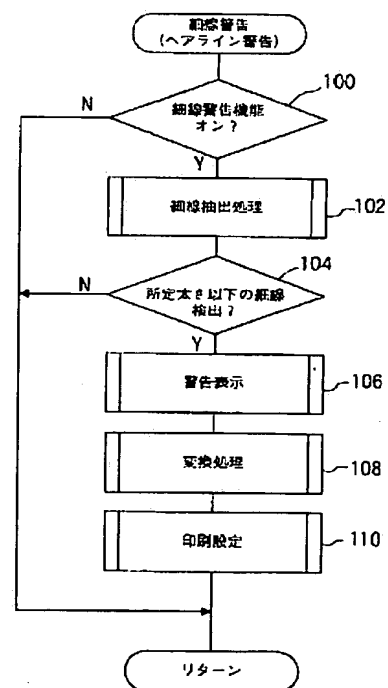 細線警告
(ヘアライン警告)
100
N
細線警告機能
オン?
Y
細線抽出処理
102
104
N
所定太さ以下の細線
検出?
Y
警告表示
106
変換処理
108
印刷設定
110
リターン